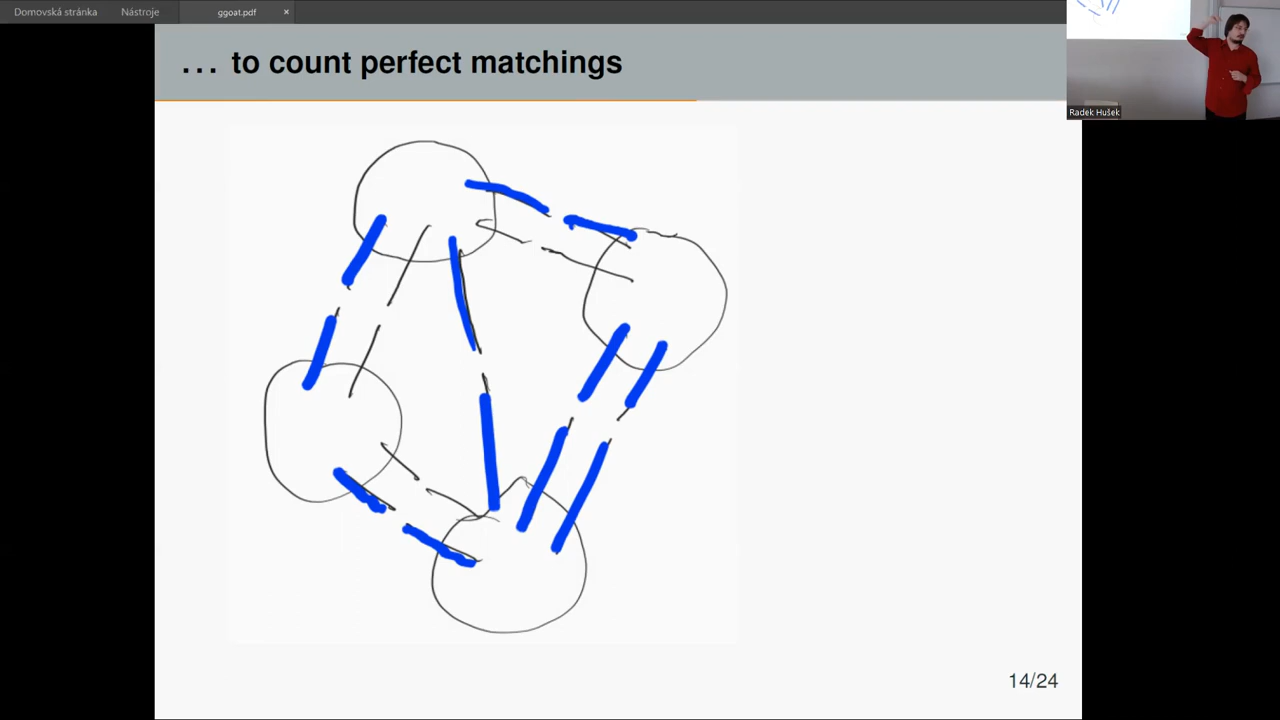 Domovská stránka
Nástroje
ggoat.pdf
×
... to count perfect matchings
Radek Hušek
14/24